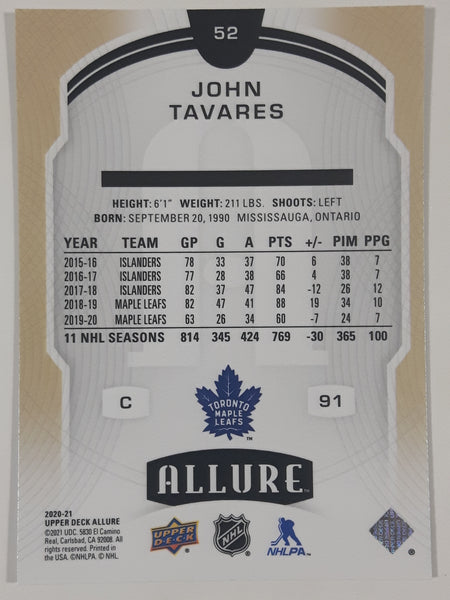 52
JOHN
TAVARES
HEIGHT: 6'1" WEIGHT: 211 LBS. SHOOTS: LEFT
BORN: SEPTEMBER 20, 1990 MISSISSAUGA, ONTARIO
YEAR TEAM GP G A PTS +/- PIM PPG
2015-16 ISLANDERS 78 33 37 70 6 38 7
2016-17 ISLANDERS 77 28 38 66 4 38 7
2017-18 ISLANDERS 82 37 47 84 -12 26 12
2018-19 MAPLE LEAFS 82 47 41 88 19 34 10
2019-20 MAPLE LEAFS 63 26 34 60 -7 24 7
11 NHL SEASONS 814 345 424 769 -30 365 100
C 91
TORONTO
MAPLE
LEAFS
TM
ALLURE
2020-21
UPPER DECK ALLURE
©2021 UDC. 5830 El Camino
Real, Carlsbad, CA 92008. All
rights reserved. Printed in
the USA. ©NHLPA. © NHL.
UPPER
DECK
NHL
NHLPA